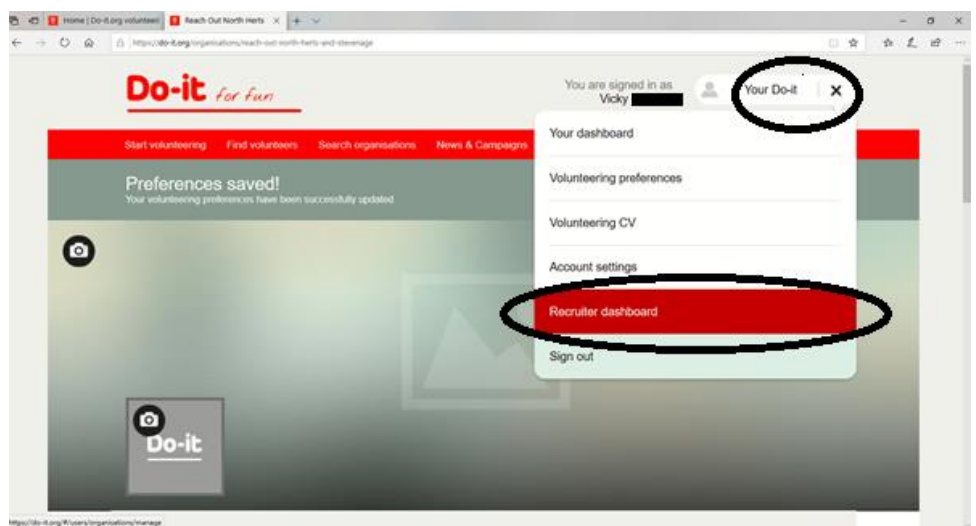 Home | Do-it.org volunteeri
Reach Out North Herts
https://do-it.org/organisations/reach-out-north-herts-and-stevenage
Do-it for fun
You are signed in as
Vicky
Your Do-it
Start volunteering Find volunteers Search organisations News & Campaigns
Your dashboard
Preferences saved!
Your volunteering preferences have been successfully updated
Volunteering preferences
Volunteering CV
Account settings
Recruiter dashboard
Sign out
Do-it
https://do-it.org/#/users/organisations/manage